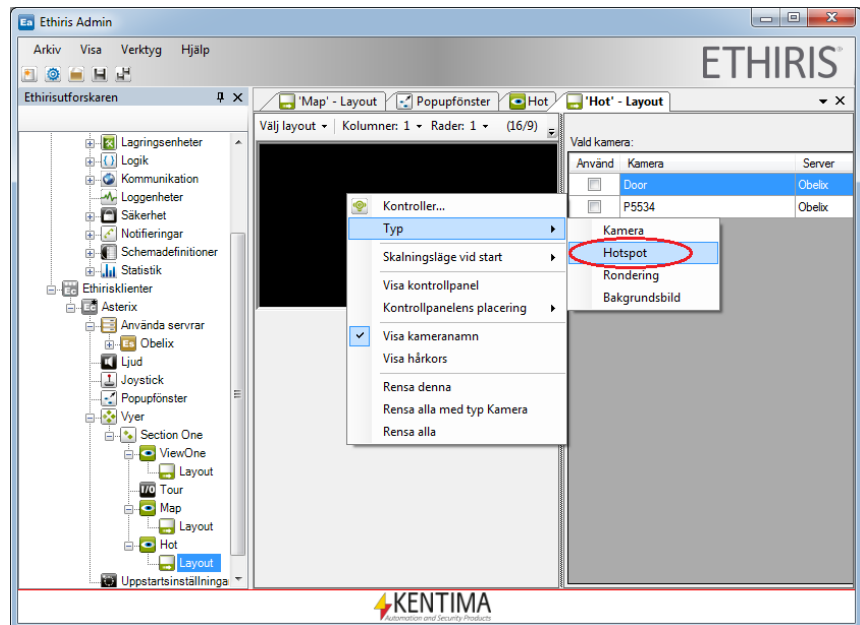 Ea Ethiris Admin
Arkiv Visa Verktyg Hjälp
ETHIRIS
Ethirisutforskaren
Lagringsenheter
Logik
Kommunikation
Loggenheter
Säkerhet
Notifieringar
Schemadefinitioner
Statistik
Ethirisklienter
Asterix
Använda servrar
Es Obelix
Ljud
Joystick
Popupfönster
Vyer
Section One
ViewOne
Layout
I/O Tour
Map
Layout
Hot
Layout
Uppstartsinställninga
'Map' - Layout
Popupfönster
Hot
'Hot' - Layout
Välj layout Kolumner: 1 Rader: 1 (16/9)
Vald kamera:
Använd Kamera Server
Door Obelix
P5534 Obelix
Kontroller...
Typ
Skalningsläge vid start
Visa kontrollpanel
Kontrollpanelens placering
Visa kameranamn
Visa hårkors
Rensa denna
Rensa alla med typ Kamera
Rensa alla
Kamera
Hotspot
Rondering
Bakgrundsbild
KENTIMA
Automation and Security Products